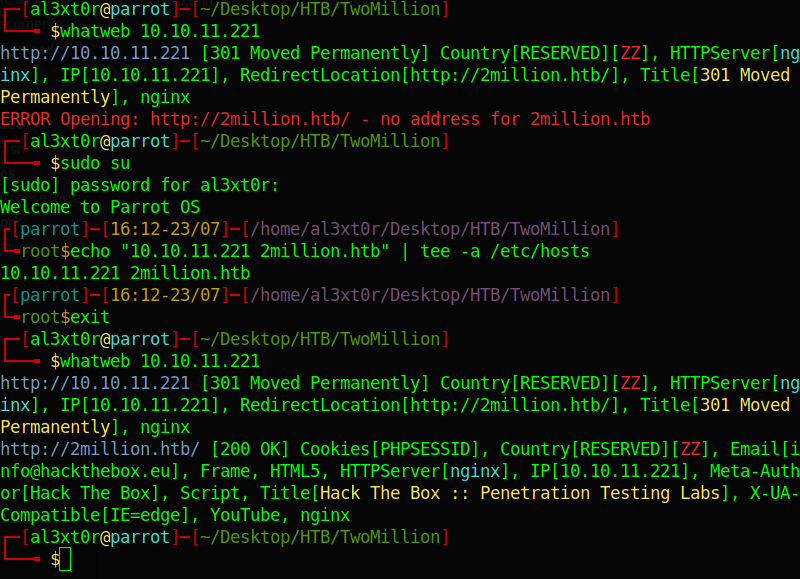 ┌─[al3xt0r@parrot]─[~/Desktop/HTB/TwoMillion]
└──╼ $whatweb 10.10.11.221
http://10.10.11.221 [301 Moved Permanently] Country[RESERVED][ZZ], HTTPServer[ng
inx], IP[10.10.11.221], RedirectLocation[http://2million.htb/], Title[301 Moved
Permanently], nginx
ERROR Opening: http://2million.htb/ - no address for 2million.htb
┌─[al3xt0r@parrot]─[~/Desktop/HTB/TwoMillion]
└──╼ $sudo su
[sudo] password for al3xt0r:
Welcome to Parrot OS
┌[parrot]─[16:12-23/07]─[/home/al3xt0r/Desktop/HTB/TwoMillion]
└╼root$echo "10.10.11.221 2million.htb" | tee -a /etc/hosts
10.10.11.221 2million.htb
┌[parrot]─[16:12-23/07]─[/home/al3xt0r/Desktop/HTB/TwoMillion]
└╼root$exit
┌─[al3xt0r@parrot]─[~/Desktop/HTB/TwoMillion]
└──╼ $whatweb 10.10.11.221
http://10.10.11.221 [301 Moved Permanently] Country[RESERVED][ZZ], HTTPServer[ng
inx], IP[10.10.11.221], RedirectLocation[http://2million.htb/], Title[301 Moved
Permanently], nginx
http://2million.htb/ [200 OK] Cookies[PHPSESSID], Country[RESERVED][ZZ], Email[i
nfo@hackthebox.eu], Frame, HTML5, HTTPServer[nginx], IP[10.10.11.221], Meta-Auth
or[Hack The Box], Script, Title[Hack The Box :: Penetration Testing Labs], X-UA-
Compatible[IE=edge], YouTube, nginx
┌─[al3xt0r@parrot]─[~/Desktop/HTB/TwoMillion]
└──╼ $